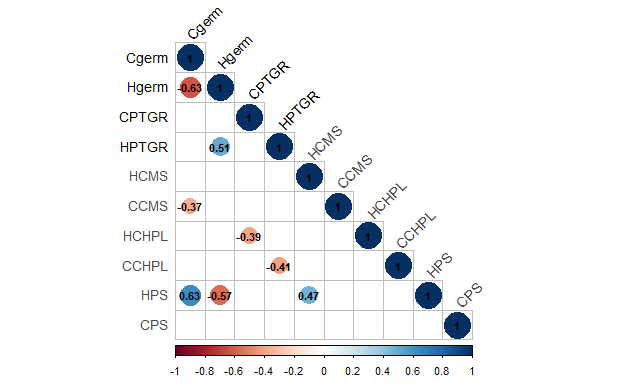 Cgerm
Hgerm
CPTGR
HPTGR
HCMS
CCMS
HCHPL
CCHPL
HPS
CPS
Cgerm 1
Hgerm -0.63 1
CPTGR 1
HPTGR 0.51 1
HCMS 1
CCMS -0.37 1
HCHPL -0.39 1
CCHPL -0.41 1
HPS 0.63 -0.57 0.47 1
CPS 1
-1 -0.8 -0.6 -0.4 -0.2 0 0.2 0.4 0.6 0.8 1